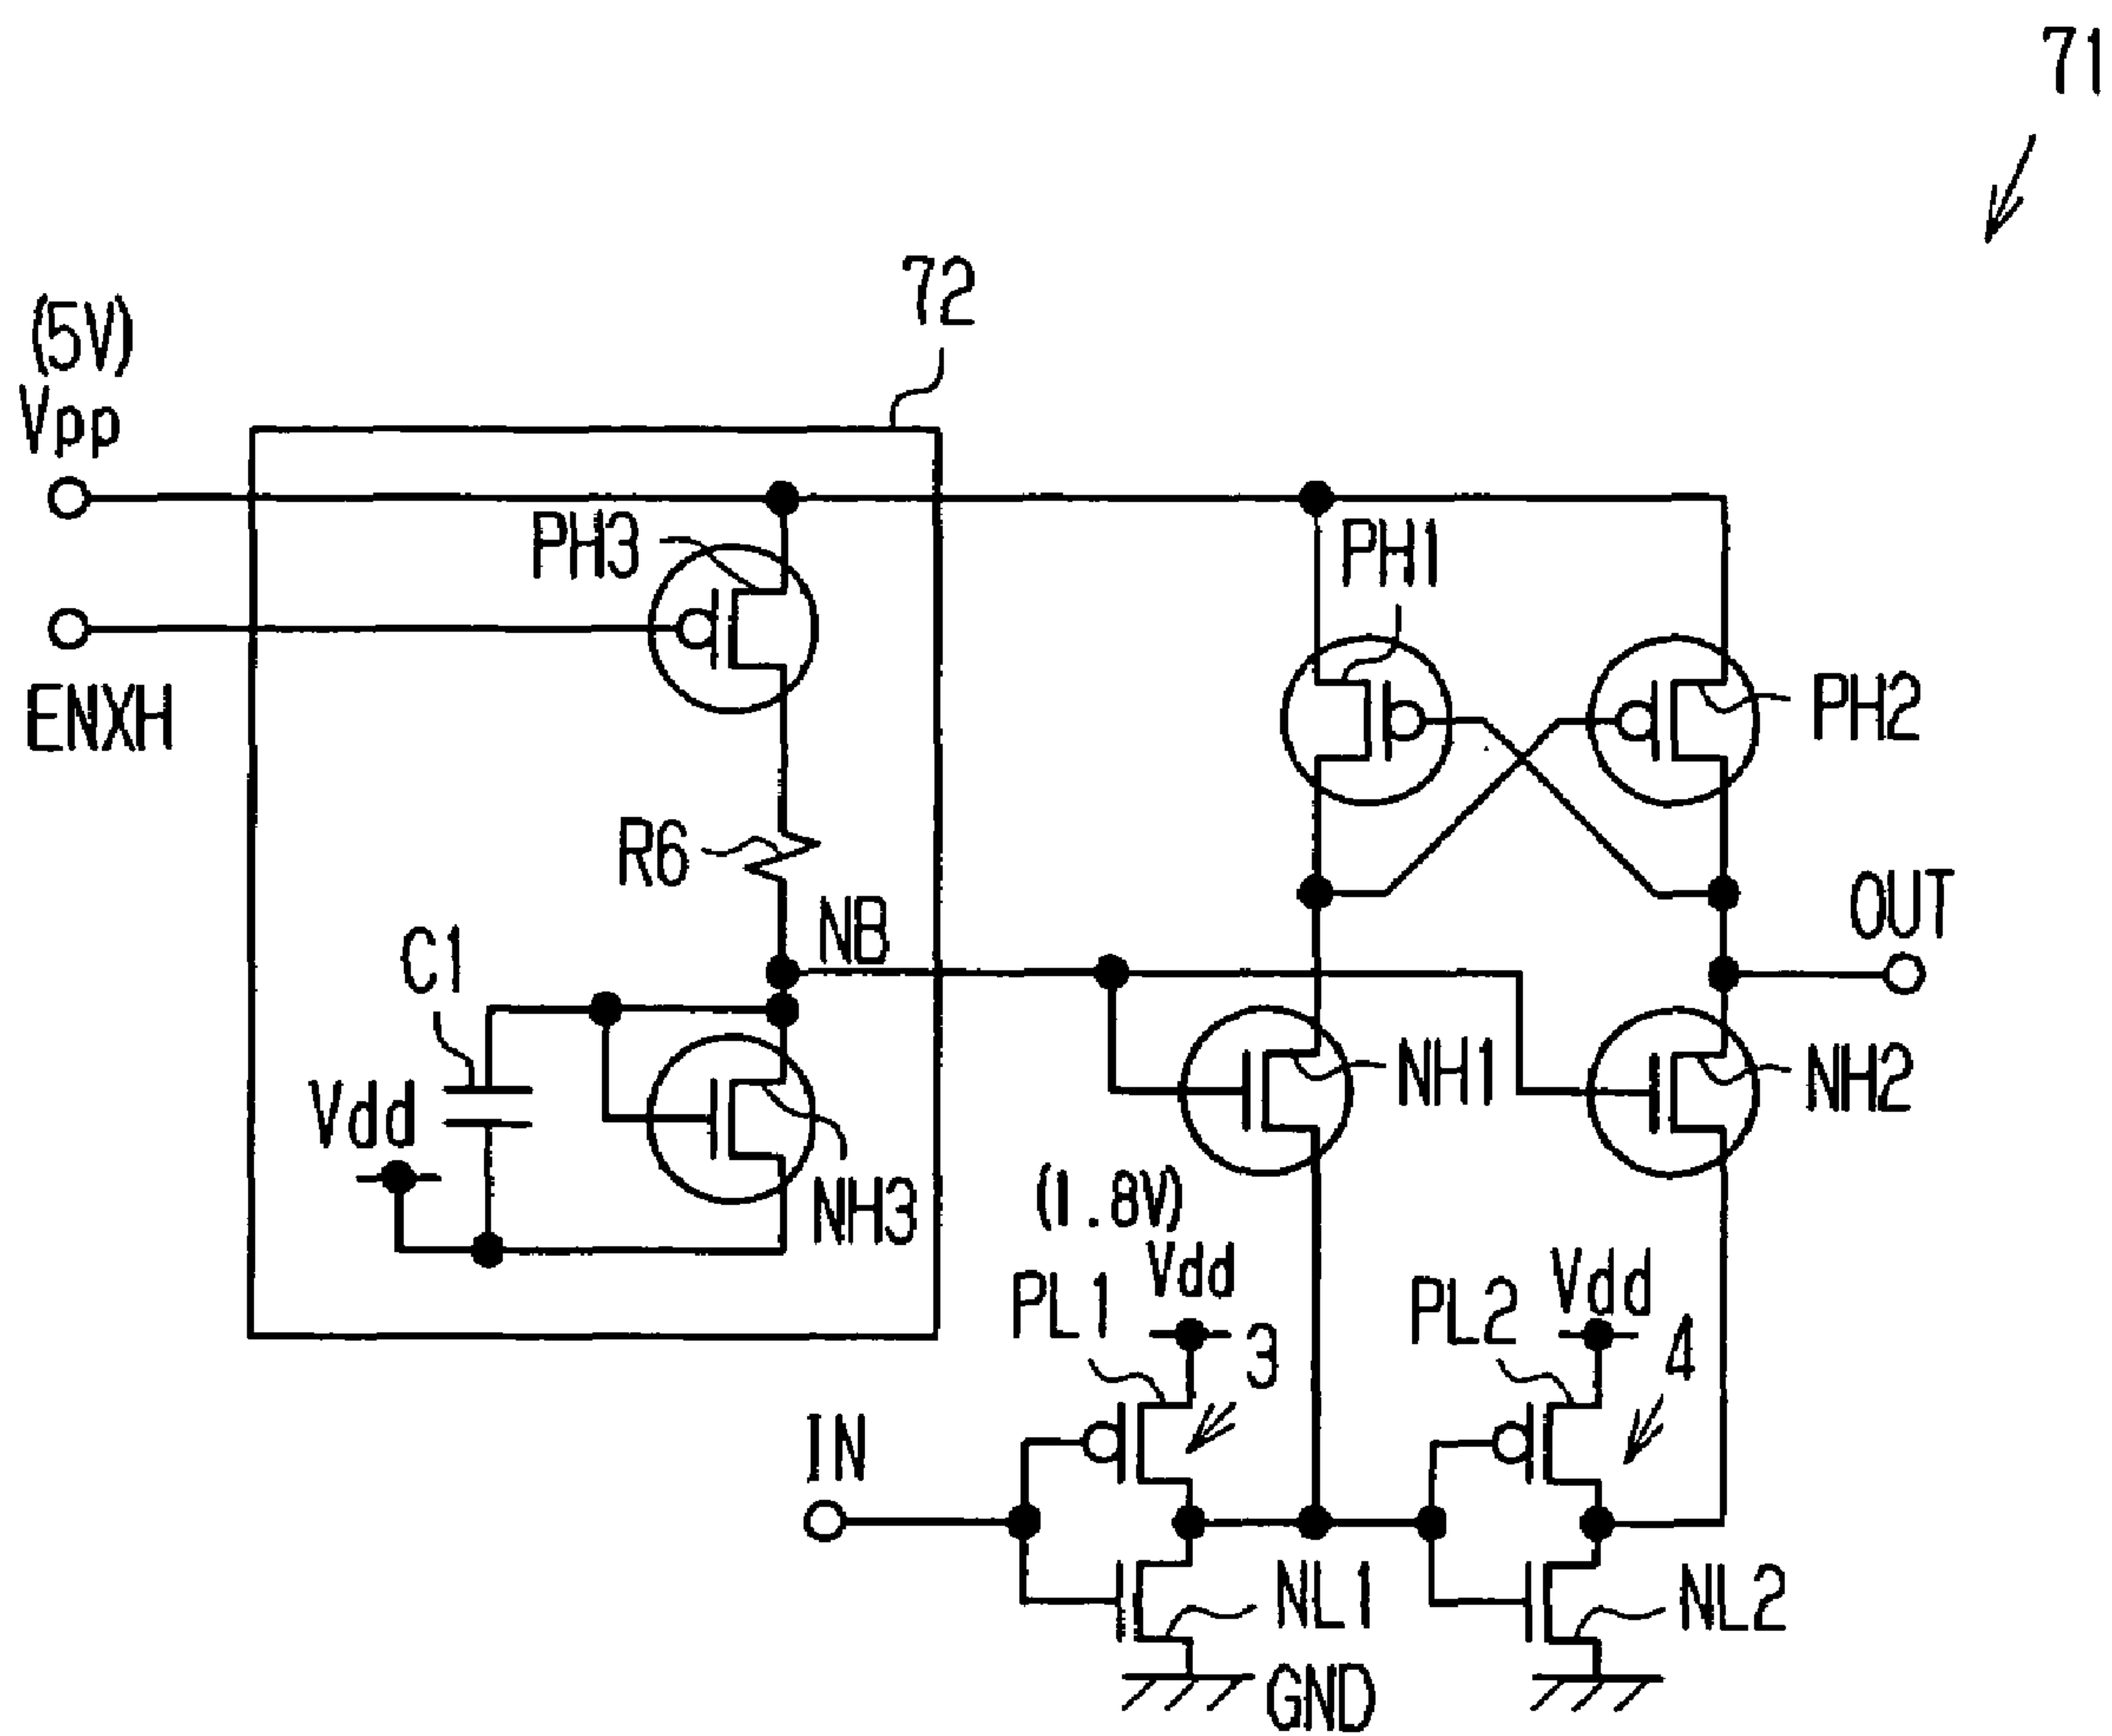 71
72
(5V)
Vpp
PH3
PH1
ENXH
PH2
R6
NB
OUT
C1
NH1
NH2
Vdd
NH3
(1.8V)
Vdd
PL1
3
PL2
Vdd
4
IN
NL1
NL2
GND